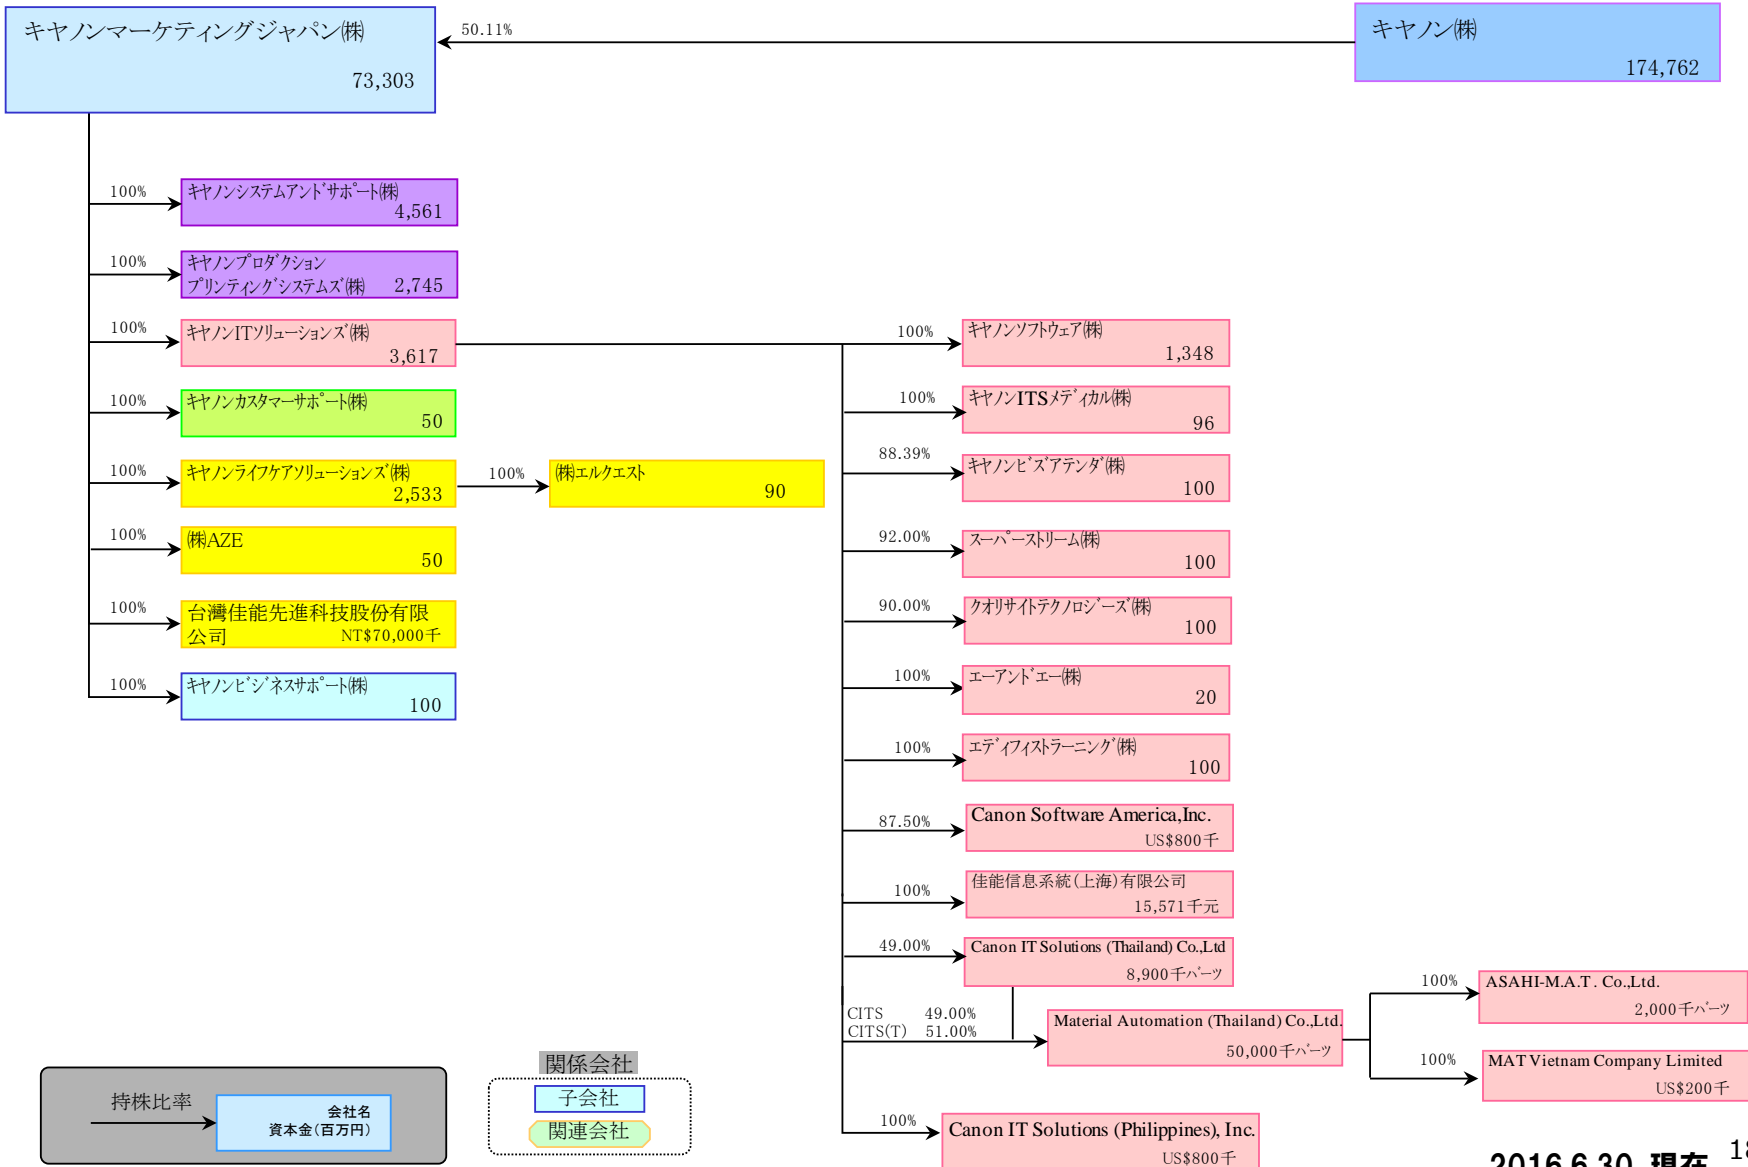 キヤノンマーケティングジャパン㈱
73,303
50.11%
キヤノン㈱
174,762
100%
キヤノンシステムアンドサポート㈱
4,561
100%
キヤノンプロダクション
プリンティングシステムズ㈱ 2,745
100%
キヤノンITソリューションズ㈱
3,617
100%
キヤノンカスタマーサポート㈱
50
100%
キヤノンライフケアソリューションズ㈱
2,533
100%
㈱エルクエスト
90
100%
㈱AZE
50
100%
台灣佳能先進科技股份有限
公司 NT$70,000千
100%
キヤノンビジネスサポート㈱
100
100%
キヤノンソフトウェア㈱
1,348
100%
キヤノンITSメディカル㈱
96
88.39%
キヤノンビズアテンダ㈱
100
92.00%
スーパーストリーム㈱
100
90.00%
クオリサイトテクノロジーズ㈱
100
100%
エーアンドエー㈱
20
100%
エディフィストラーニング㈱
100
87.50%
Canon Software America,Inc.
US$800千
100%
佳能信息系統(上海)有限公司
15,571千元
49.00%
Canon IT Solutions (Thailand) Co.,Ltd
8,900千バーツ
CITS 49.00%
CITS(T) 51.00%
Material Automation (Thailand) Co.,Ltd.
50,000千バーツ
100%
ASAHI-M.A.T. Co.,Ltd.
2,000千バーツ
100%
MAT Vietnam Company Limited
US$200千
100%
Canon IT Solutions (Philippines), Inc.
US$800千
持株比率
会社名
資本金(百万円)
関係会社
子会社
関連会社
2016.6.30 現在
18